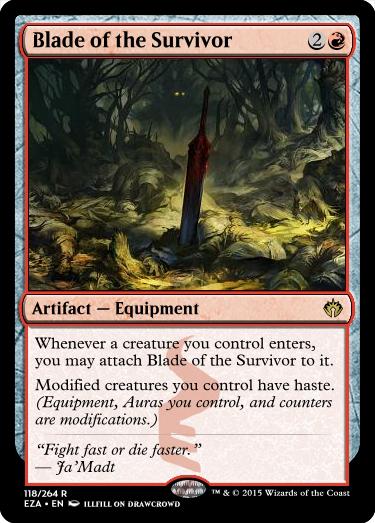 Blade of the Survivor 2
Artifact — Equipment
Whenever a creature you control enters,
you may attach Blade of the Survivor to it.
Modified creatures you control have haste.
(Equipment, Auras you control, and counters
are modifications.)
“Fight fast or die faster.”
— Ja’Madt
118/264 R
EZA • EN ILLFILL ON DRAWCROWD
™ & © 2015 Wizards of the Coast